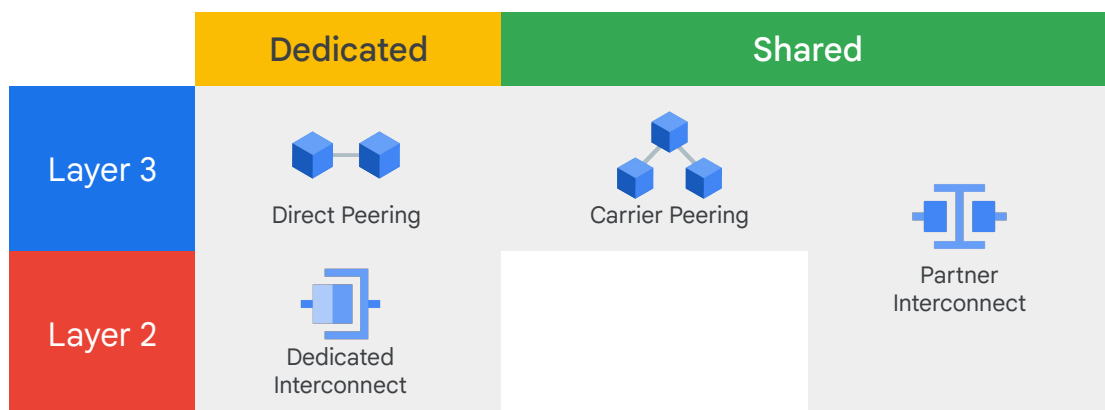 Dedicated
Shared
Layer 3
Direct Peering
Carrier Peering
Partner
Interconnect
Layer 2
Dedicated
Interconnect